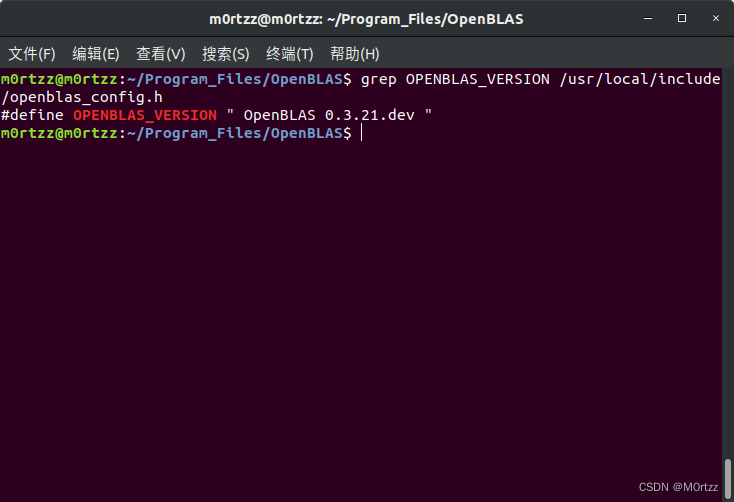 m0rtzz@m0rtzz: ~/Program_Files/OpenBLAS
文件(F) 编辑(E) 查看(V) 搜索(S) 终端(T) 帮助(H)
m0rtzz@m0rtzz:~/Program_Files/OpenBLAS$ grep OPENBLAS_VERSION /usr/local/include
/openblas_config.h
#define OPENBLAS_VERSION " OpenBLAS 0.3.21.dev "
m0rtzz@m0rtzz:~/Program_Files/OpenBLAS$
CSDN @M0rtzz